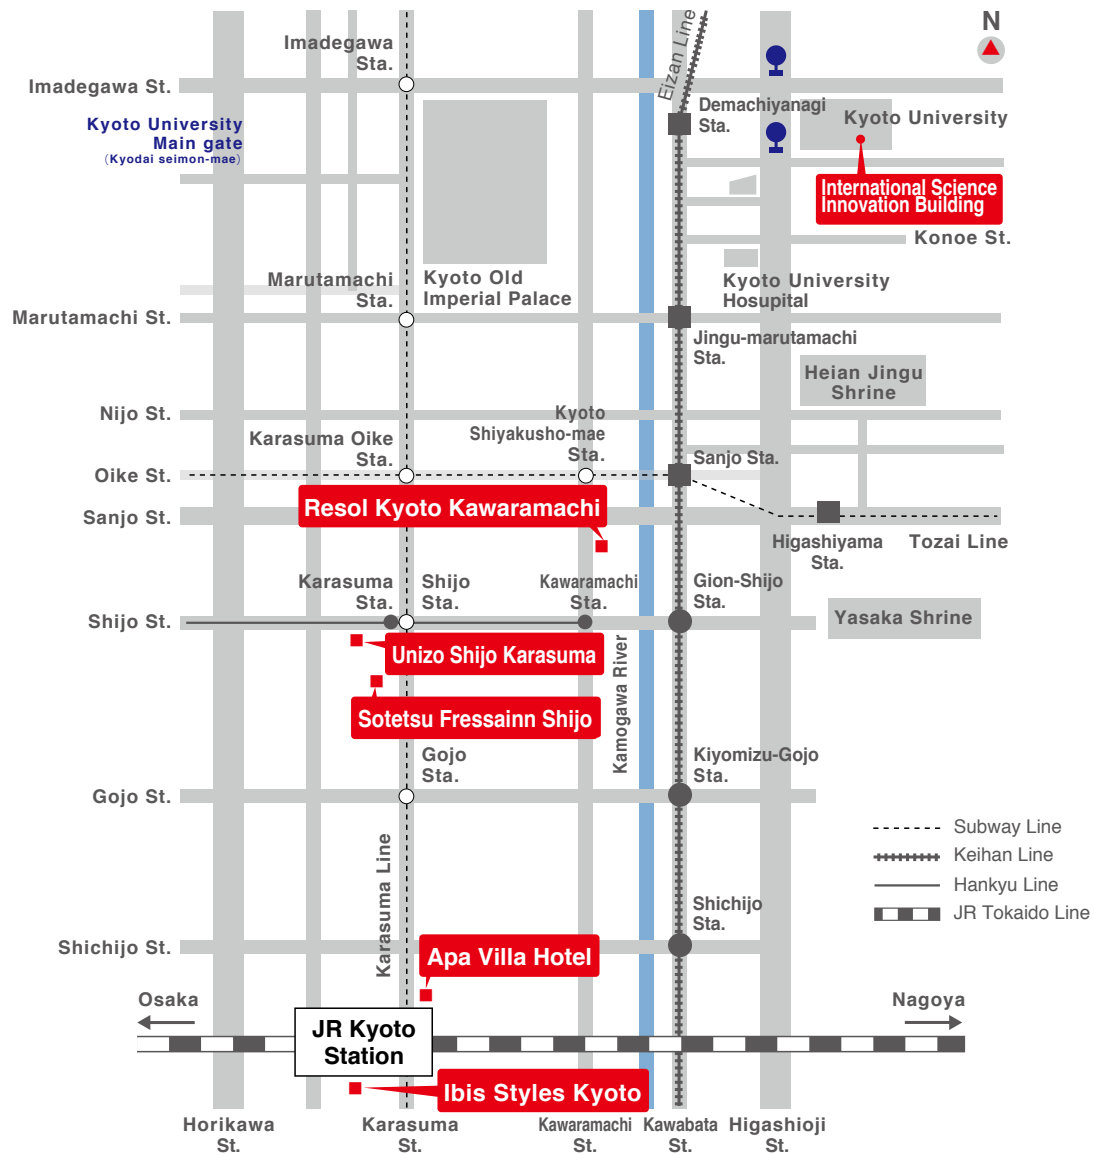 N
Imadegawa
Sta.
Eizan Line
Imadegawa St.
Demachiyanagi
Sta.
Kyoto University
Kyoto University
Main gate
(Kyodai seimon-mae)
International Science
Innovation Building
Konoe St.
Marutamachi
Sta.
Kyoto Old
Imperial Palace
Kyoto University
Hosupital
Marutamachi St.
Jingu-marutamachi
Sta.
Heian Jingu
Shrine
Nijo St.
Karasuma Oike
Sta.
Kyoto
Shiyakusho-mae
Sta.
Sanjo Sta.
Oike St.
Resol Kyoto Kawaramachi
Sanjo St.
Higashiyama
Sta.
Tozai Line
Karasuma
Sta.
Shijo
Sta.
Kawaramachi
Sta.
Gion-Shijo
Sta.
Shijo St.
Yasaka Shrine
Unizo Shijo Karasuma
Kamogawa River
Sotetsu Fressainn Shijo
Gojo
Sta.
Kiyomizu-Gojo
Sta.
Gojo St.
Subway Line
Keihan Line
Hankyu Line
JR Tokaido Line
Karasuma Line
Shichijo
Sta.
Shichijo St.
Apa Villa Hotel
Osaka
Nagoya
JR Kyoto
Station
Ibis Styles Kyoto
Horikawa
St.
Karasuma
St.
Kawaramachi
St.
Kawabata
St.
Higashioji
St.